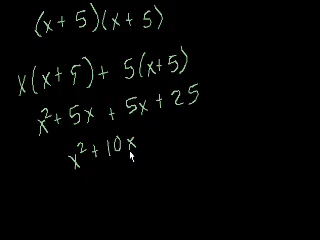 (x + 5)(x + 5)
x(x + 5) + 5(x+5)
x² + 5x + 5x + 25
x² + 10x